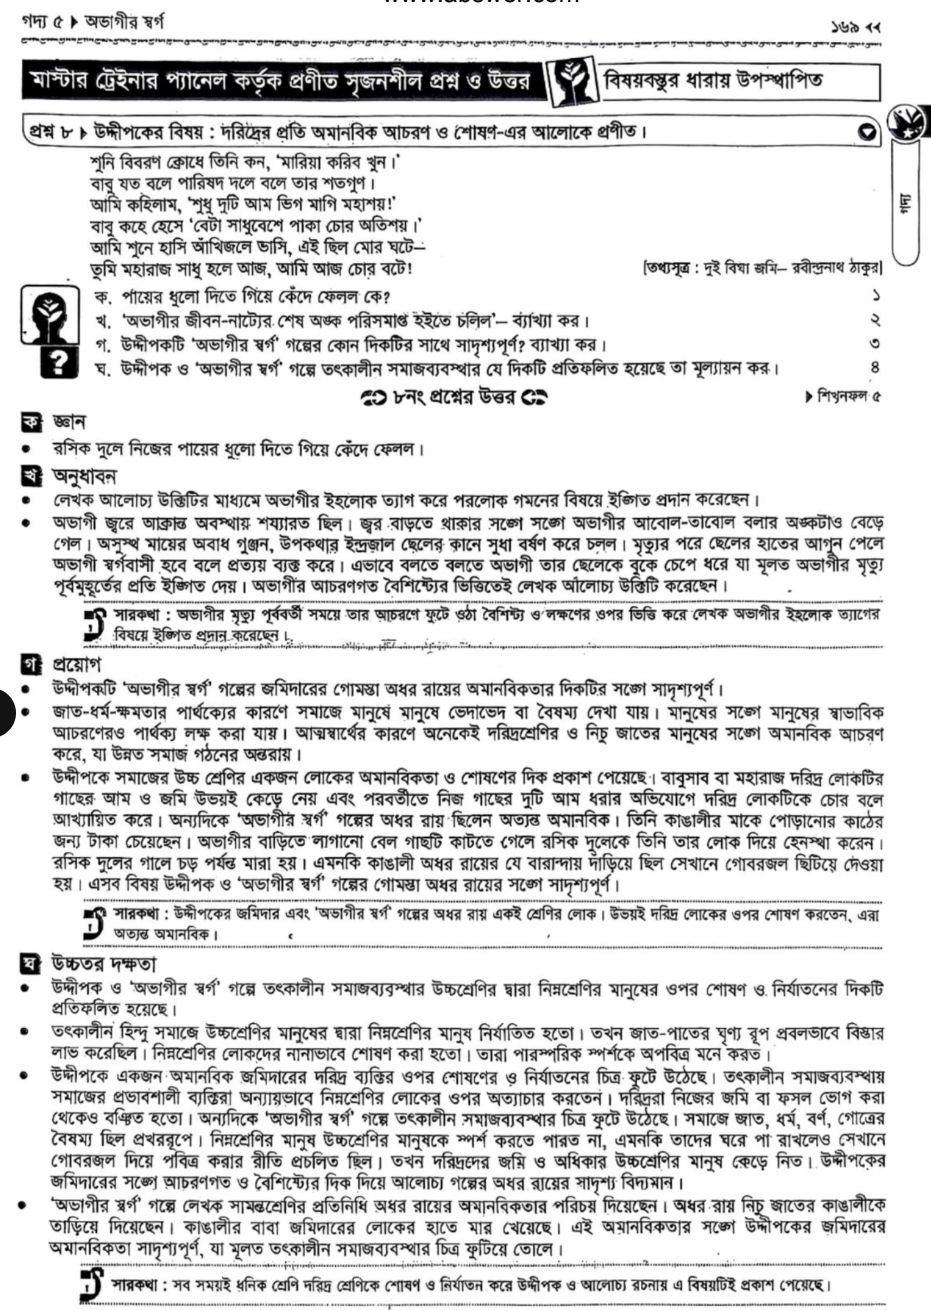 গদ্য ৫ ▶ অভাগীর স্বর্গ
১৬৯ ◂◂
মাস্টার ট্রেইনার প্যানেল কর্তৃক প্রণীত সৃজনশীল প্রশ্ন ও উত্তর
বিষয়বস্তুর ধারায় উপস্থাপিত
প্রশ্ন ৮ ▶ উদ্দীপকের বিষয় : দরিদ্রের প্রতি অমানবিক আচরণ ও শোষণ-এর আলোকে প্রণীত।
গদ্য
শুনি বিবরণ ক্রোধে তিনি কন, ‘মারিয়া করিব খুন।’
বাবু যত বলে পারিষদ দলে বলে তার শতগুণ।
আমি কহিলাম, ‘শুধু দুটি আম ভিগ মাগি মহাশয়!’
বাবু কহে হেসে ‘বেটা সাধুবেশে পাকা চোর অতিশয়।’
আমি শুনে হাসি আঁখিজলে ভাসি, এই ছিল মোর ঘটে—
তুমি মহারাজ সাধু হলে আজ, আমি আজ চোর বটে!
[তথ্যসূত্র : দুই বিঘা জমি— রবীন্দ্রনাথ ঠাকুর]
ক. পায়ের ধুলো দিতে গিয়ে কেঁদে ফেলল কে? ১
খ. ‘অভাগীর জীবন-নাট্যের শেষ অঙ্ক পরিসমাপ্ত হইতে চলিল’— ব্যাখ্যা কর। ২
গ. উদ্দীপকটি ‘অভাগীর স্বর্গ’ গল্পের কোন দিকটির সাথে সাদৃশ্যপূর্ণ? ব্যাখ্যা কর। ৩
ঘ. উদ্দীপক ও ‘অভাগীর স্বর্গ’ গল্পে তৎকালীন সমাজব্যবস্থার যে দিকটি প্রতিফলিত হয়েছে তা মূল্যায়ন কর। ৪
৮নং প্রশ্নের উত্তর
▶ শিখনফল ৫
ক জ্ঞান
• রসিক দুলে নিজের পায়ের ধুলো দিতে গিয়ে কেঁদে ফেলল।
খ অনুধাবন
• লেখক আলোচ্য উক্তিটির মাধ্যমে অভাগীর ইহলোক ত্যাগ করে পরলোক গমনের বিষয়ে ইঙ্গিত প্রদান করেছেন।
• অভাগী জ্বরে আক্রান্ত অবস্থায় শয্যারত ছিল। জ্বর বাড়তে থাকার সঙ্গে সঙ্গে অভাগীর আবোল-তাবোল বলার অঙ্কটাও বেড়ে
গেল। অসুস্থ মায়ের অবাধ গুঞ্জন, উপকথার ইন্দ্রজাল ছেলের কানে সুধা বর্ষণ করে চলল। মৃত্যুর পরে ছেলের হাতের আগুন পেলে
অভাগী স্বর্গবাসী হবে বলে প্রত্যয় ব্যক্ত করে। এভাবে বলতে বলতে অভাগী তার ছেলেকে বুকে চেপে ধরে যা মূলত অভাগীর মৃত্যু
পূর্বমুহূর্তের প্রতি ইঙ্গিত দেয়। অভাগীর আচরণগত বৈশিষ্ট্যের ভিত্তিতেই লেখক আলোচ্য উক্তিটি করেছেন।
সারকথা : অভাগীর মৃত্যু পূর্ববর্তী সময়ে তার আচরণে ফুটে ওঠা বৈশিষ্ট্য ও লক্ষণের ওপর ভিত্তি করে লেখক অভাগীর ইহলোক ত্যাগের
বিষয়ে ইঙ্গিত প্রদান করেছেন।
গ প্রয়োগ
• উদ্দীপকটি ‘অভাগীর স্বর্গ’ গল্পের জমিদারের গোমস্তা অধর রায়ের অমানবিকতার দিকটির সঙ্গে সাদৃশ্যপূর্ণ।
• জাত-ধর্ম-ক্ষমতার পার্থক্যের কারণে সমাজে মানুষে মানুষে ভেদাভেদ বা বৈষম্য দেখা যায়। মানুষের সঙ্গে মানুষের স্বাভাবিক
আচরণেরও পার্থক্য লক্ষ করা যায়। আত্মস্বার্থের কারণে অনেকেই দরিদ্রশ্রেণির ও নিচু জাতের মানুষের সঙ্গে অমানবিক আচরণ
করে, যা উন্নত সমাজ গঠনের অন্তরায়।
• উদ্দীপকে সমাজের উচ্চ শ্রেণির একজন লোকের অমানবিকতা ও শোষণের দিক প্রকাশ পেয়েছে। বাবুসাব বা মহারাজ দরিদ্র লোকটির
গাছের আম ও জমি উভয়ই কেড়ে নেয় এবং পরবর্তীতে নিজ গাছের দুটি আম ধরার অভিযোগে দরিদ্র লোকটিকে চোর বলে
আখ্যায়িত করে। অন্যদিকে ‘অভাগীর স্বর্গ’ গল্পের অধর রায় ছিলেন অত্যন্ত অমানবিক। তিনি কাঙালীর মাকে পোড়ানোর কাঠের
জন্য টাকা চেয়েছেন। অভাগীর বাড়িতে লাগানো বেল গাছটি কাটতে গেলে রসিক দুলেকে তিনি তার লোক দিয়ে হেনস্থা করেন।
রসিক দুলের গালে চড় পর্যন্ত মারা হয়। এমনকি কাঙালী অধর রায়ের যে বারান্দায় দাঁড়িয়ে ছিল সেখানে গোবরজল ছিটিয়ে দেওয়া
হয়। এসব বিষয় উদ্দীপক ও ‘অভাগীর স্বর্গ’ গল্পের গোমস্তা অধর রায়ের সঙ্গে সাদৃশ্যপূর্ণ।
সারকথা : উদ্দীপকের জমিদার এবং ‘অভাগীর স্বর্গ’ গল্পের অধর রায় একই শ্রেণির লোক। উভয়ই দরিদ্র লোকের ওপর শোষণ করতেন, এরা
অত্যন্ত অমানবিক।
ঘ উচ্চতর দক্ষতা
• উদ্দীপক ও ‘অভাগীর স্বর্গ’ গল্পে তৎকালীন সমাজব্যবস্থার উচ্চশ্রেণির দ্বারা নিম্নশ্রেণির মানুষের ওপর শোষণ ও নির্যাতনের দিকটি
প্রতিফলিত হয়েছে।
• তৎকালীন হিন্দু সমাজে উচ্চশ্রেণির মানুষের দ্বারা নিম্নশ্রেণির মানুষ নির্যাতিত হতো। তখন জাত-পাতের ঘৃণ্য রূপ প্রবলভাবে বিস্তার
লাভ করেছিল। নিম্নশ্রেণির লোকদের নানাভাবে শোষণ করা হতো। তারা পারস্পরিক স্পর্শকে অপবিত্র মনে করত।
• উদ্দীপকে একজন অমানবিক জমিদারের দরিদ্র ব্যক্তির ওপর শোষণের ও নির্যাতনের চিত্র ফুটে উঠেছে। তৎকালীন সমাজব্যবস্থায়
সমাজের প্রভাবশালী ব্যক্তিরা অন্যায়ভাবে নিম্নশ্রেণির লোকের ওপর অত্যাচার করতেন। দরিদ্ররা নিজের জমি বা ফসল ভোগ করা
থেকেও বঞ্চিত হতো। অন্যদিকে ‘অভাগীর স্বর্গ’ গল্পে তৎকালীন সমাজব্যবস্থার চিত্র ফুটে উঠেছে। সমাজে জাত, ধর্ম, বর্ণ, গোত্রের
বৈষম্য ছিল প্রখররূপে। নিম্নশ্রেণির মানুষ উচ্চশ্রেণির মানুষকে স্পর্শ করতে পারত না, এমনকি তাদের ঘরে পা রাখলেও সেখানে
গোবরজল দিয়ে পবিত্র করার রীতি প্রচলিত ছিল। তখন দরিদ্রদের জমি ও অধিকার উচ্চশ্রেণির মানুষ কেড়ে নিত। উদ্দীপকের
জমিদারের সঙ্গে আচরণগত ও বৈশিষ্ট্যের দিক দিয়ে আলোচ্য গল্পের অধর রায়ের সাদৃশ্য বিদ্যমান।
• ‘অভাগীর স্বর্গ’ গল্পে লেখক সামন্তশ্রেণির প্রতিনিধি অধর রায়ের অমানবিকতার পরিচয় দিয়েছেন। অধর রায় নিচু জাতের কাঙালীকে
তাড়িয়ে দিয়েছেন। কাঙালীর বাবা জমিদারের লোকের হাতে মার খেয়েছে। এই অমানবিকতার সঙ্গে উদ্দীপকের জমিদারের
অমানবিকতা সাদৃশ্যপূর্ণ, যা মূলত তৎকালীন সমাজব্যবস্থার চিত্র ফুটিয়ে তোলে।
সারকথা : সব সময়ই ধনিক শ্রেণি দরিদ্র শ্রেণিকে শোষণ ও নির্যাতন করে উদ্দীপক ও আলোচ্য রচনায় এ বিষয়টিই প্রকাশ পেয়েছে।